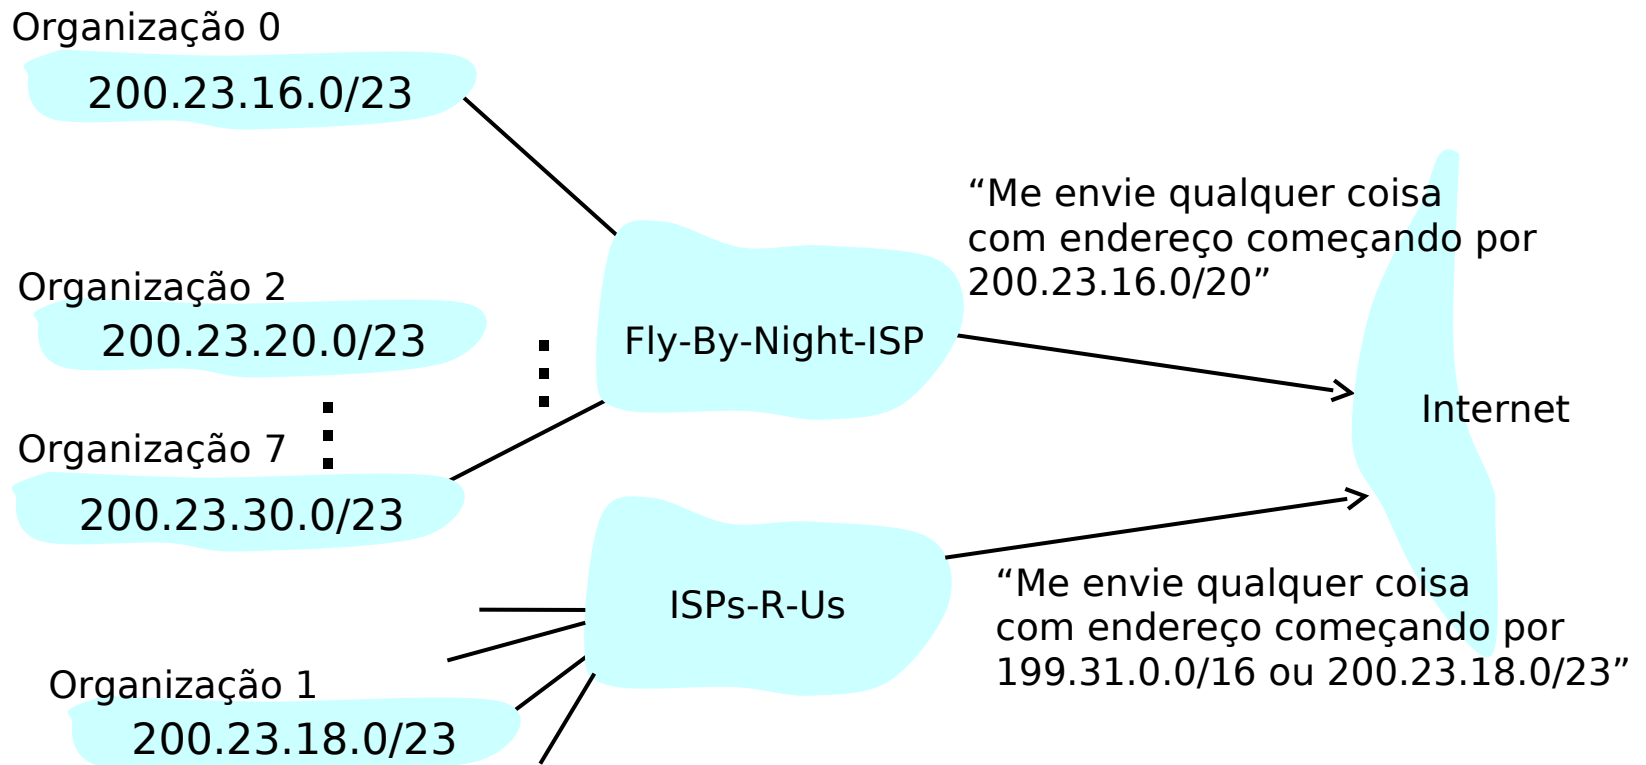 Organização 0
200.23.16.0/23
Organização 2
200.23.20.0/23
Organização 7
200.23.30.0/23
Fly-By-Night-ISP
“Me envie qualquer coisa
com endereço começando por
200.23.16.0/20”
Internet
ISPs-R-Us
“Me envie qualquer coisa
com endereço começando por
199.31.0.0/16 ou 200.23.18.0/23”
Organização 1
200.23.18.0/23